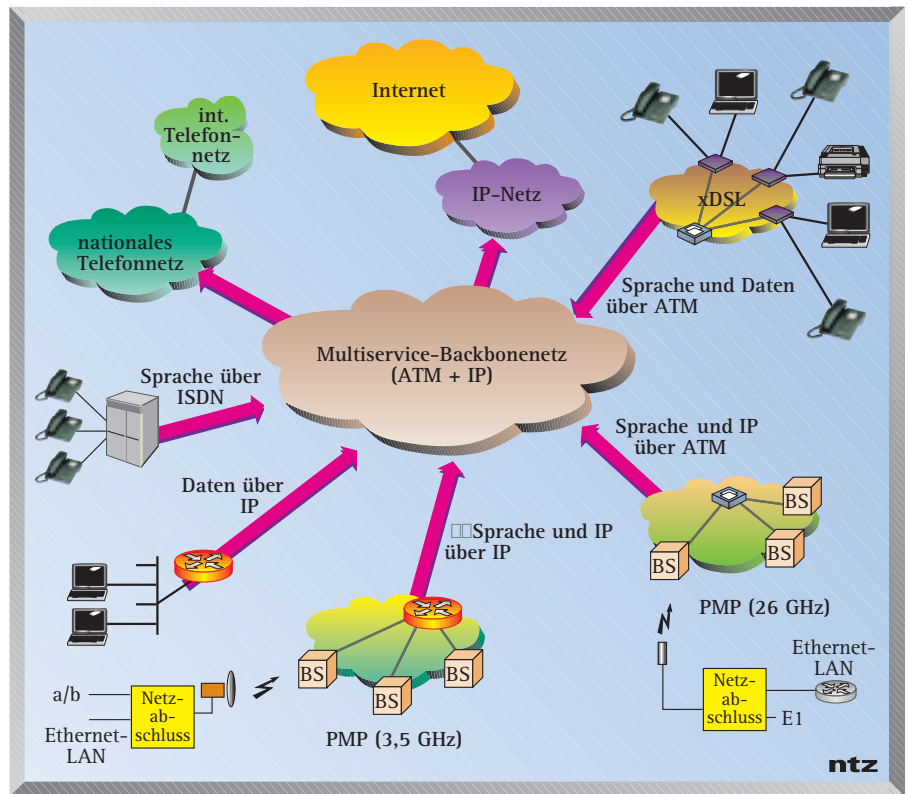 Internet
int.
Telefon-
netz
IP-Netz
xDSL
nationales
Telefonnetz
Sprache und Daten
über ATM
Multiservice-Backbonenetz
(ATM + IP)
Sprache über
ISDN
Sprache und IP
über ATM
Daten über
IP
□□Sprache und IP
über IP
BS
BS
BS
PMP (26 GHz)
BS
BS
BS
PMP (3,5 GHz)
a/b
Ethernet-
LAN
Netz-
ab-
schluss
Netz-
ab-
schluss
Ethernet-
LAN
E1
ntz